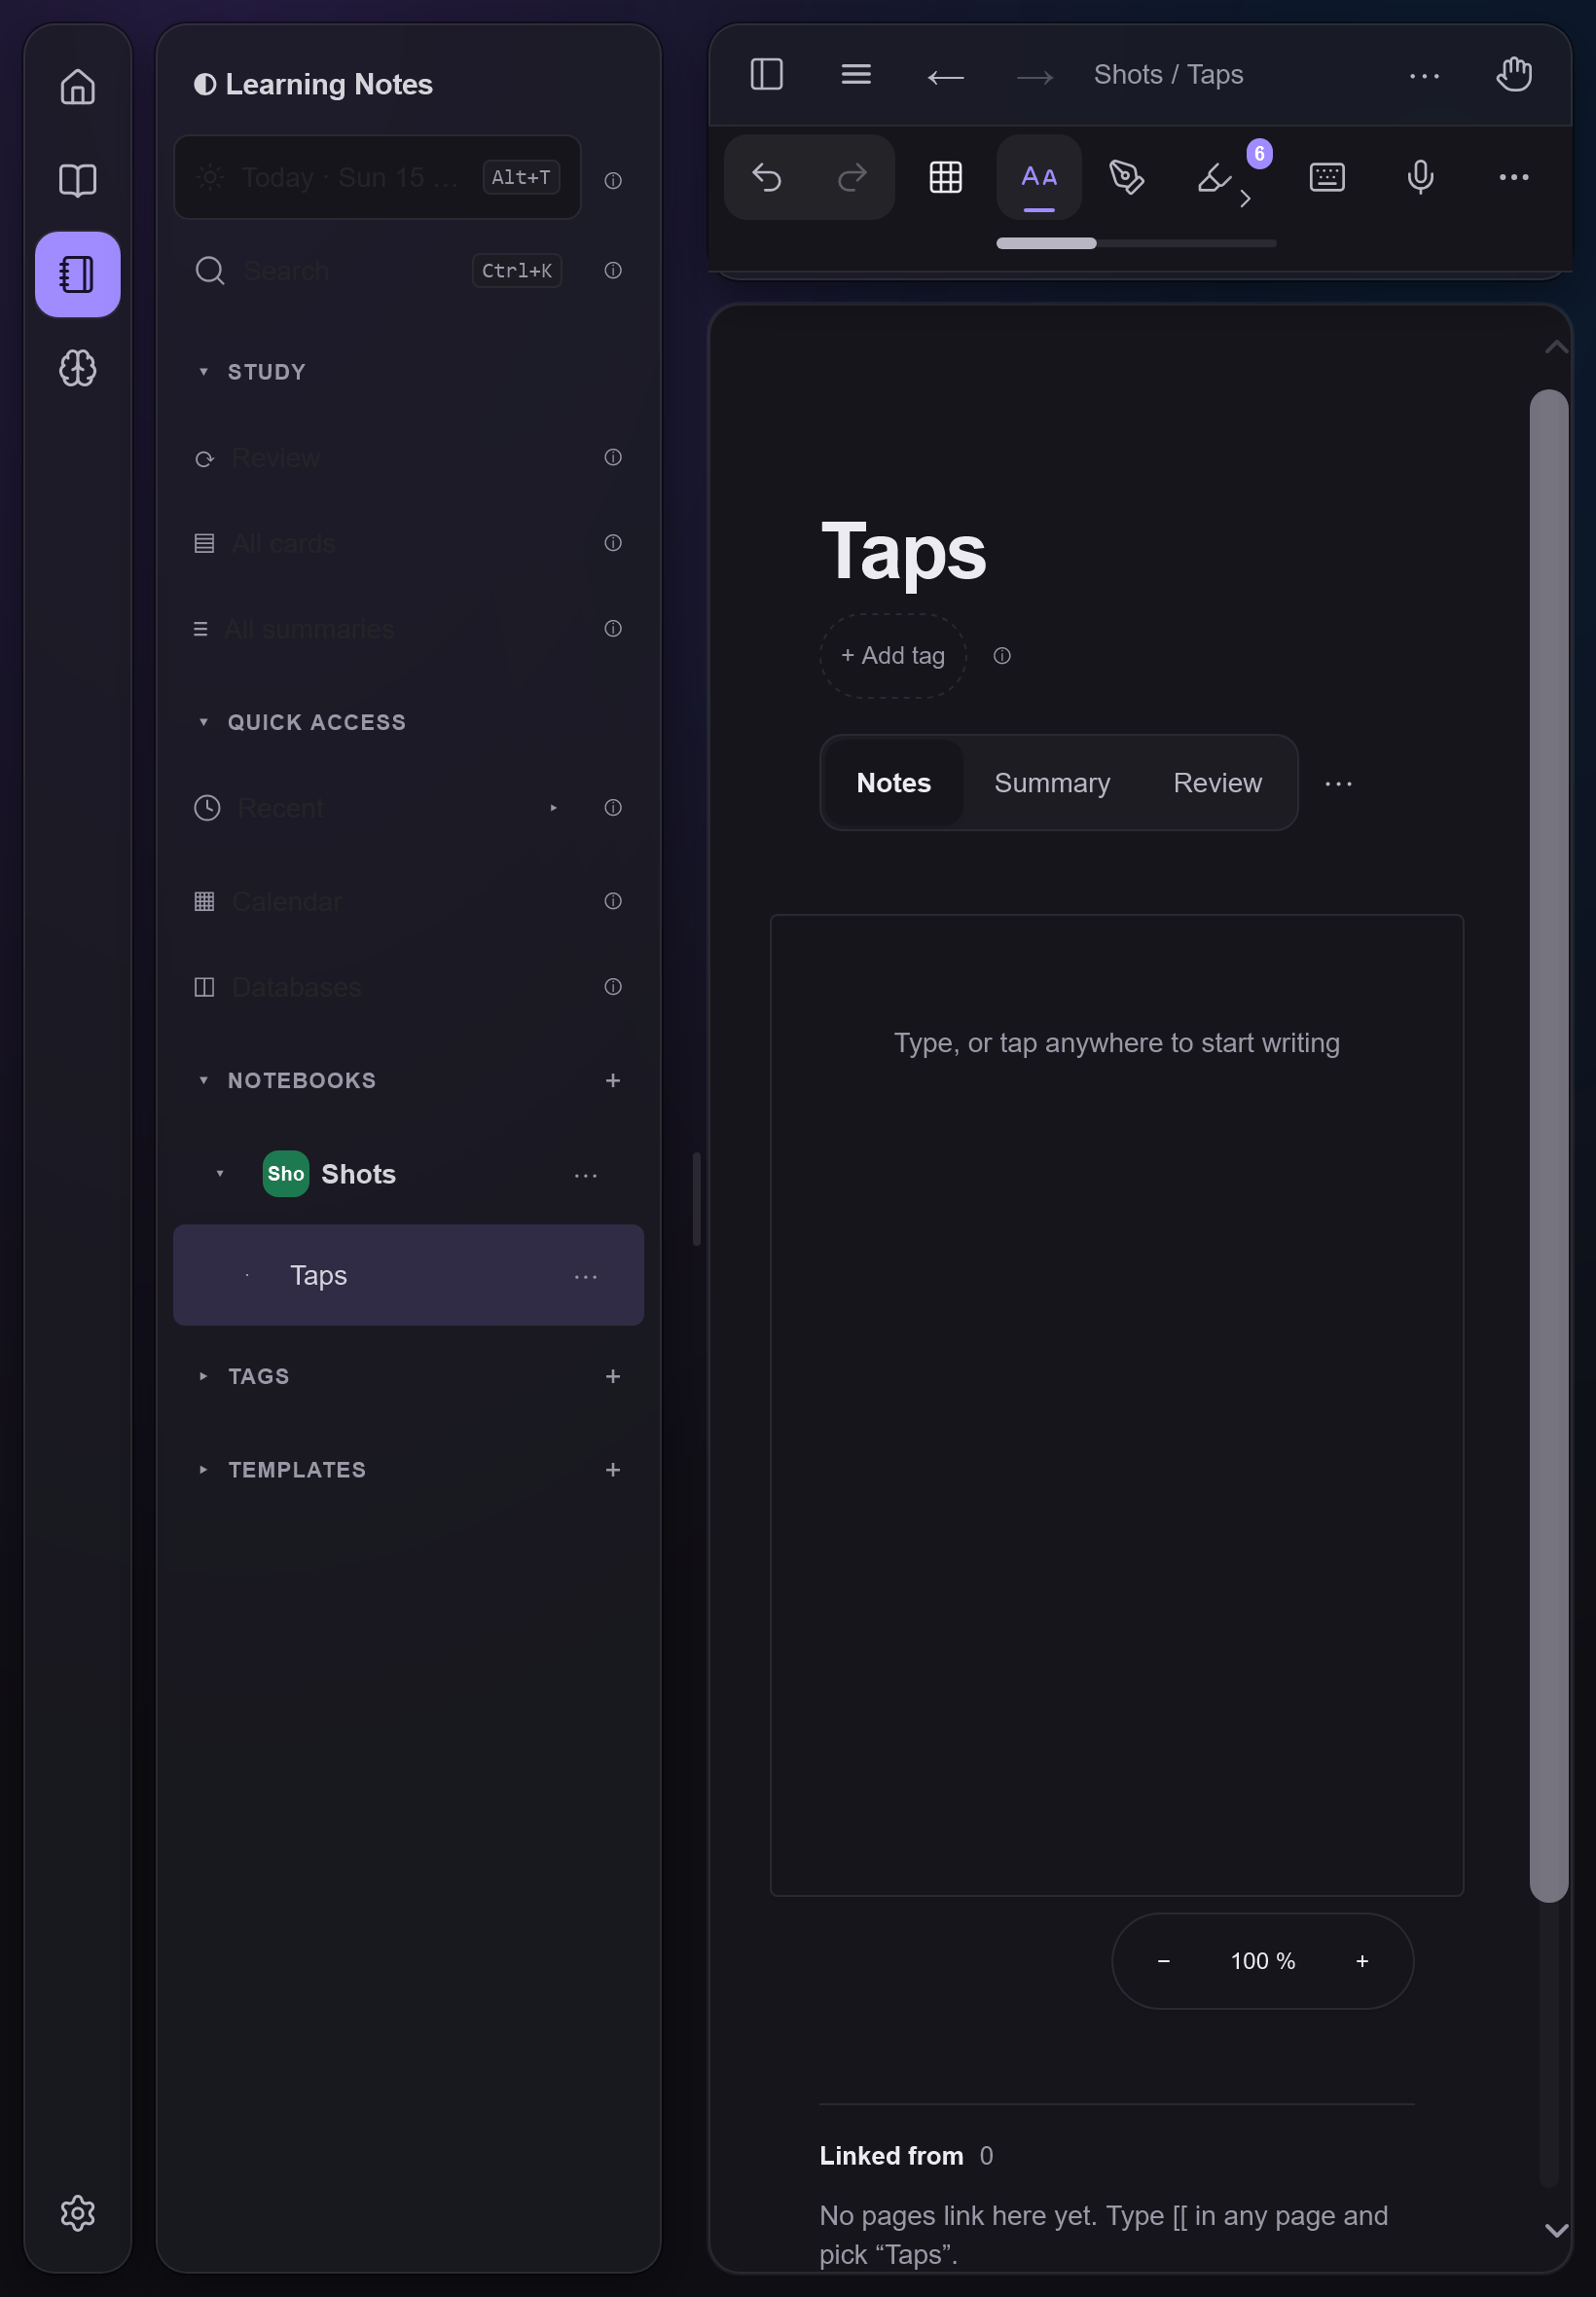 Learning Notes
Today · Sun 15 ... Alt+T
Search Ctrl+K
STUDY
Review
All cards
All summaries
QUICK ACCESS
Recent
Calendar
Databases
NOTEBOOKS +
Sho Shots ...
Taps ...
TAGS +
TEMPLATES +
Shots / Taps ...
AA 6 ...
Taps
+ Add tag
Notes Summary Review ...
Type, or tap anywhere to start writing
− 100 % +
Linked from 0
No pages link here yet. Type [[ in any page and
pick “Taps”.